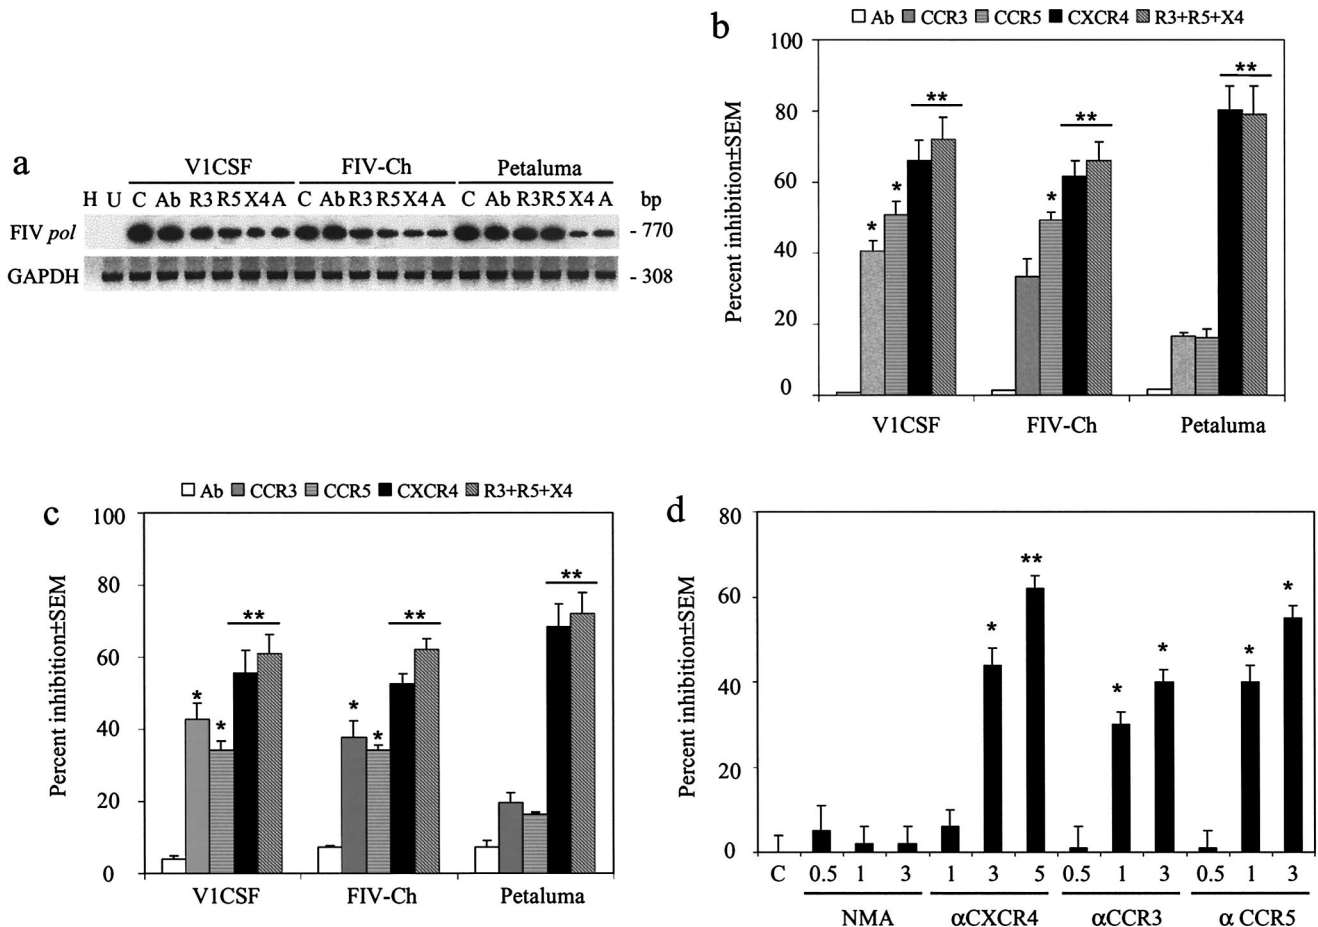 a
V1CSF FIV-Ch Petaluma
H U C Ab R3 R5 X4 A C Ab R3 R5 X4 A C Ab R3 R5 X4 A bp
FIV pol - 770
GAPDH - 308
b
Ab CCR3 CCR5 CXCR4 R3+R5+X4
Percent inhibition±SEM
100
80
60
40
20
0
** ** **
* * *
V1CSF FIV-Ch Petaluma
c
Ab CCR3 CCR5 CXCR4 R3+R5+X4
Percent inhibition±SEM
100
80
60
40
20
0
** ** **
* * * *
V1CSF FIV-Ch Petaluma
d
Percent inhibition±SEM
80
60
40
20
0
* ** * * * *
C 0.5 1 3 1 3 5 0.5 1 3 0.5 1 3
NMA αCXCR4 αCCR3 α CCR5